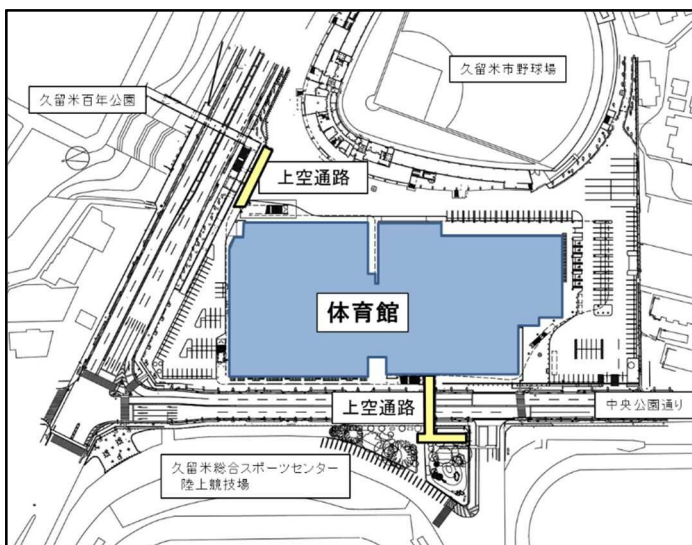 久留米市野球場
久留米百年公園
上空通路
体育館
上空通路
中央公園通り
久留米総合スポーツセンター
陸上競技場